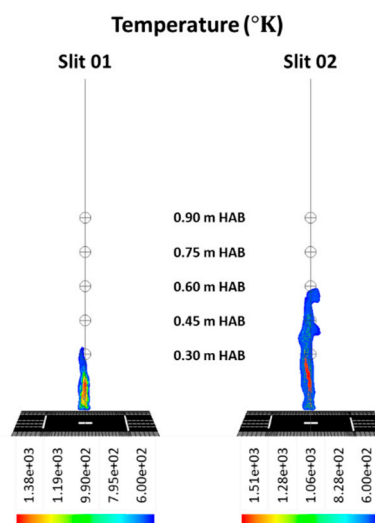 Temperature (°K)
Slit 01
Slit 02
0.90 m HAB
0.75 m HAB
0.60 m HAB
0.45 m HAB
0.30 m HAB
1.38e+03
1.19e+03
9.90e+02
7.95e+02
6.00e+02
1.51e+03
1.28e+03
1.06e+03
8.28e+02
6.00e+02